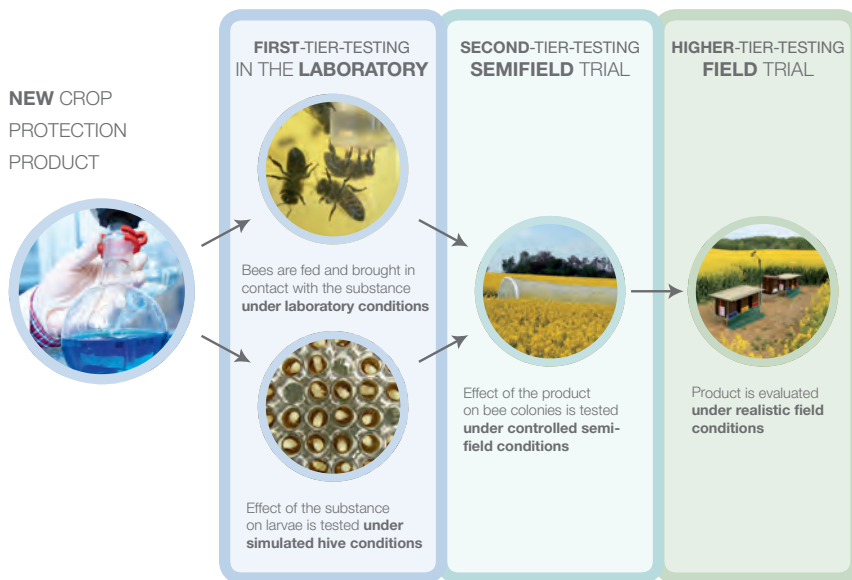 NEW CROP
PROTECTION
PRODUCT
FIRST-TIER-TESTING
IN THE LABORATORY
Bees are fed and brought in
contact with the substance
under laboratory conditions
Effect of the substance
on larvae is tested under
simulated hive conditions
SECOND-TIER-TESTING
SEMIFIELD TRIAL
Effect of the product
on bee colonies is tested
under controlled semi-
field conditions
HIGHER-TIER-TESTING
FIELD TRIAL
Product is evaluated
under realistic field
conditions